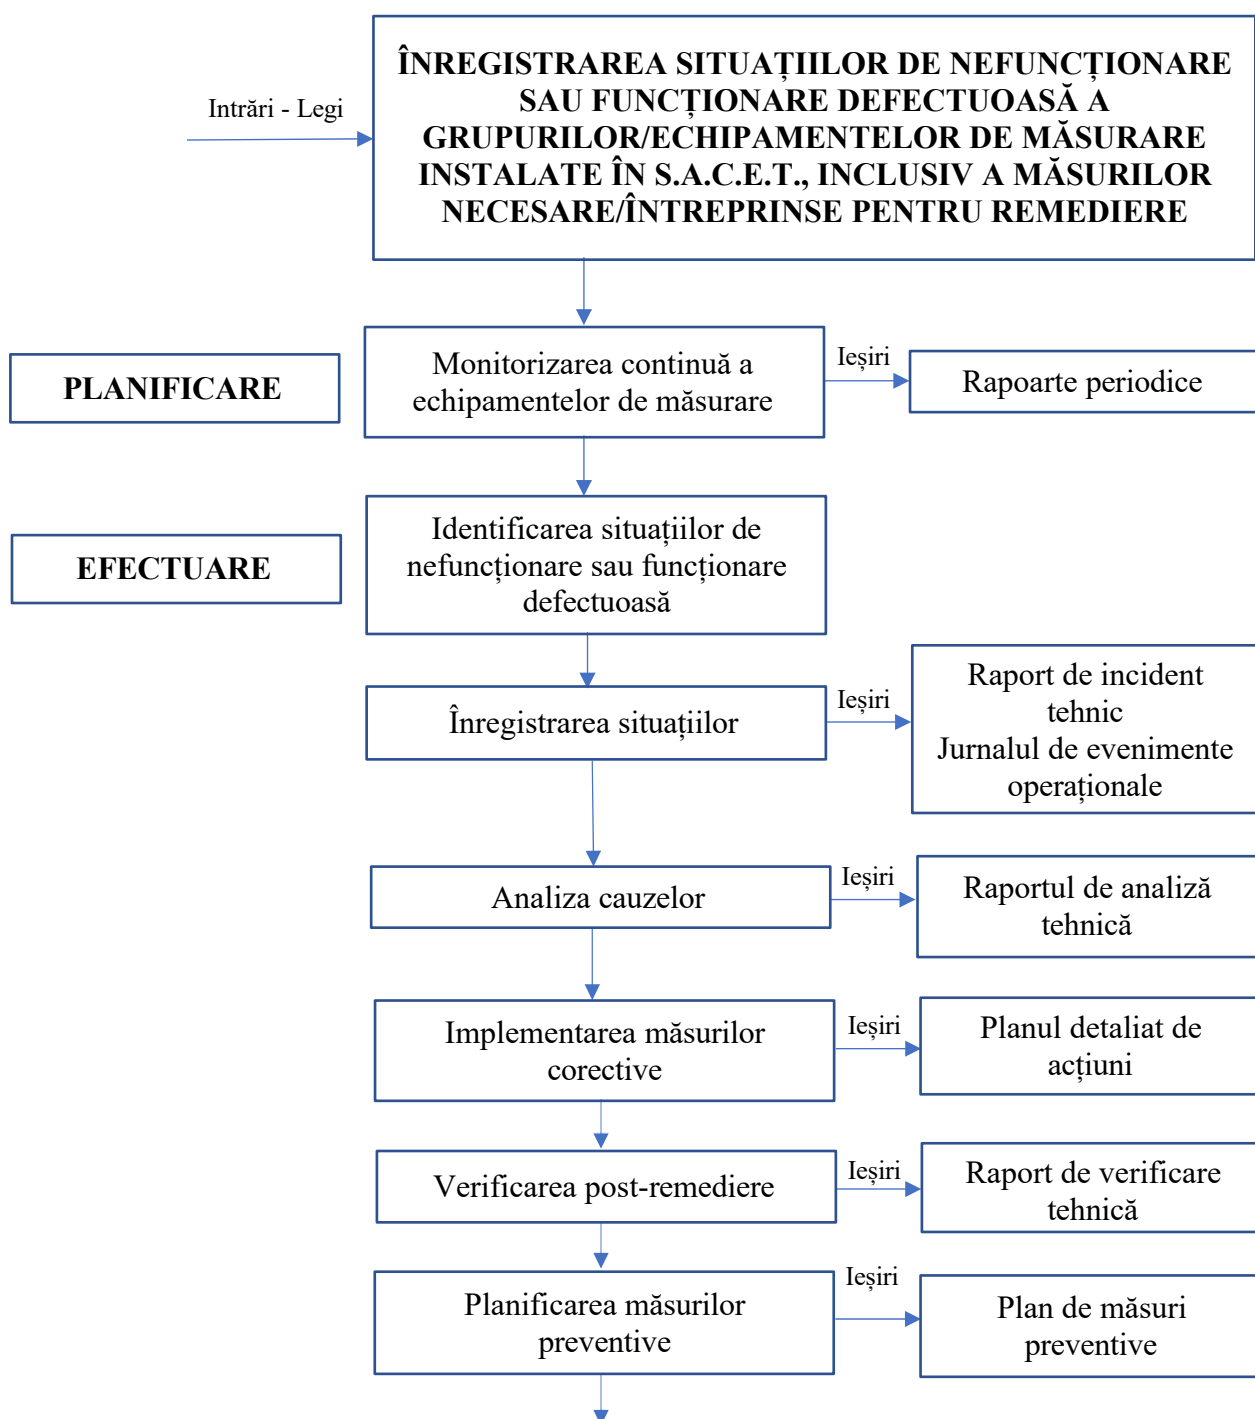 Intrări - Legi
ÎNREGISTRAREA SITUAȚIILOR DE NEFUNCȚIONARE
SAU FUNCȚIONARE DEFECTUOASĂ A
GRUPURILOR/ECHIPAMENTELOR DE MĂSURARE
INSTALATE ÎN S.A.C.E.T., INCLUSIV A MĂSURILOR
NECESARE/ÎNTREPRINSE PENTRU REMEDIERE
PLANIFICARE
Monitorizarea continuă a
echipamentelor de măsurare
Ieșiri
Rapoarte periodice
EFECTUARE
Identificarea situațiilor de
nefuncționare sau funcționare
defectuoasă
Înregistrarea situațiilor
Ieșiri
Raport de incident
tehnic
Jurnalul de evenimente
operaționale
Analiza cauzelor
Ieșiri
Raportul de analiză
tehnică
Implementarea măsurilor
corective
Ieșiri
Planul detaliat de
acțiuni
Verificarea post-remediere
Ieșiri
Raport de verificare
tehnică
Planificarea măsurilor
preventive
Ieșiri
Plan de măsuri
preventive